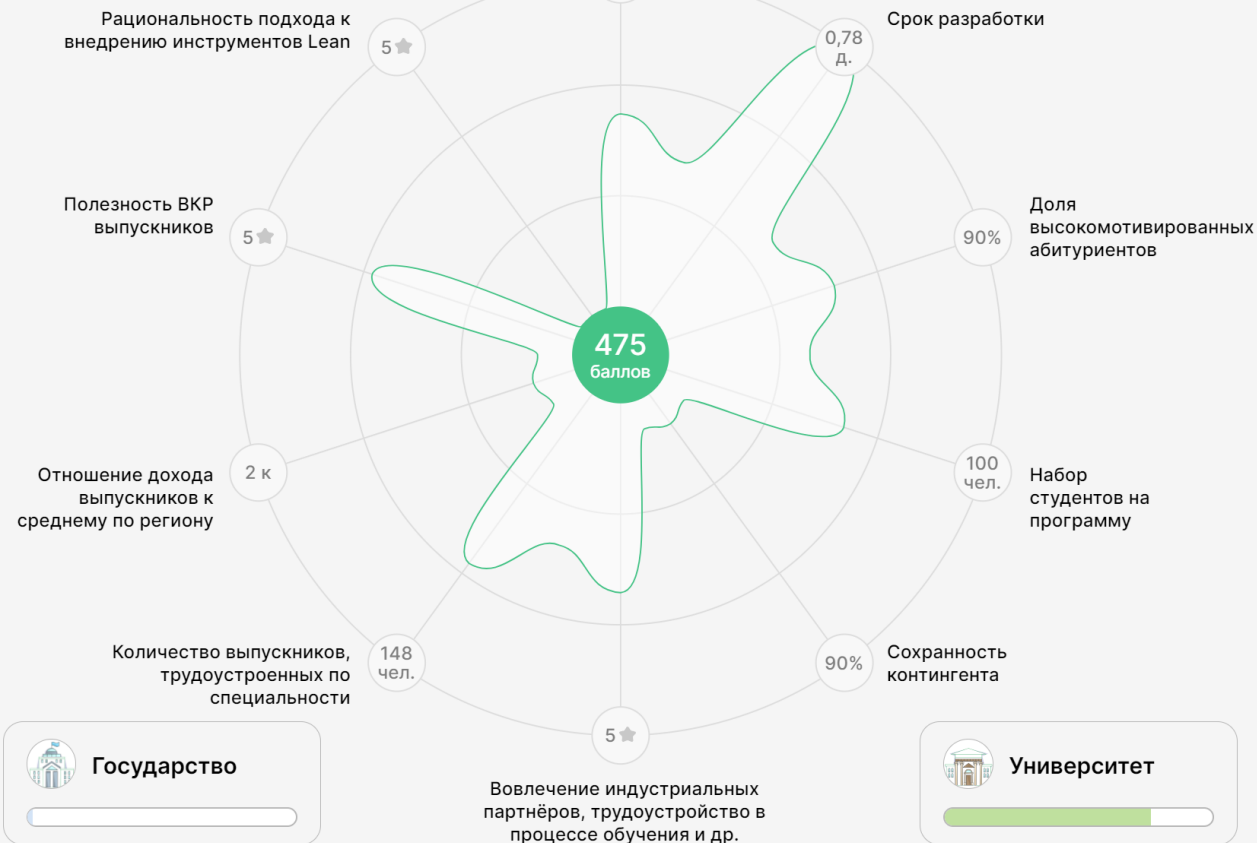 Рациональность подхода к
внедрению инструментов Lean
5
0,78
д.
Срок разработки
Полезность ВКР
выпускников
5
90%
Доля
высокомотивированных
абитуриентов
475
баллов
Отношение дохода
выпускников к
среднему по региону
2 к
100
чел.
Набор
студентов на
программу
Количество выпускников,
трудоустроенных по
специальности
148
чел.
90%
Сохранность
контингента
5
Государство
Университет
Вовлечение индустриальных
партнёров, трудоустройство в
процессе обучения и др.